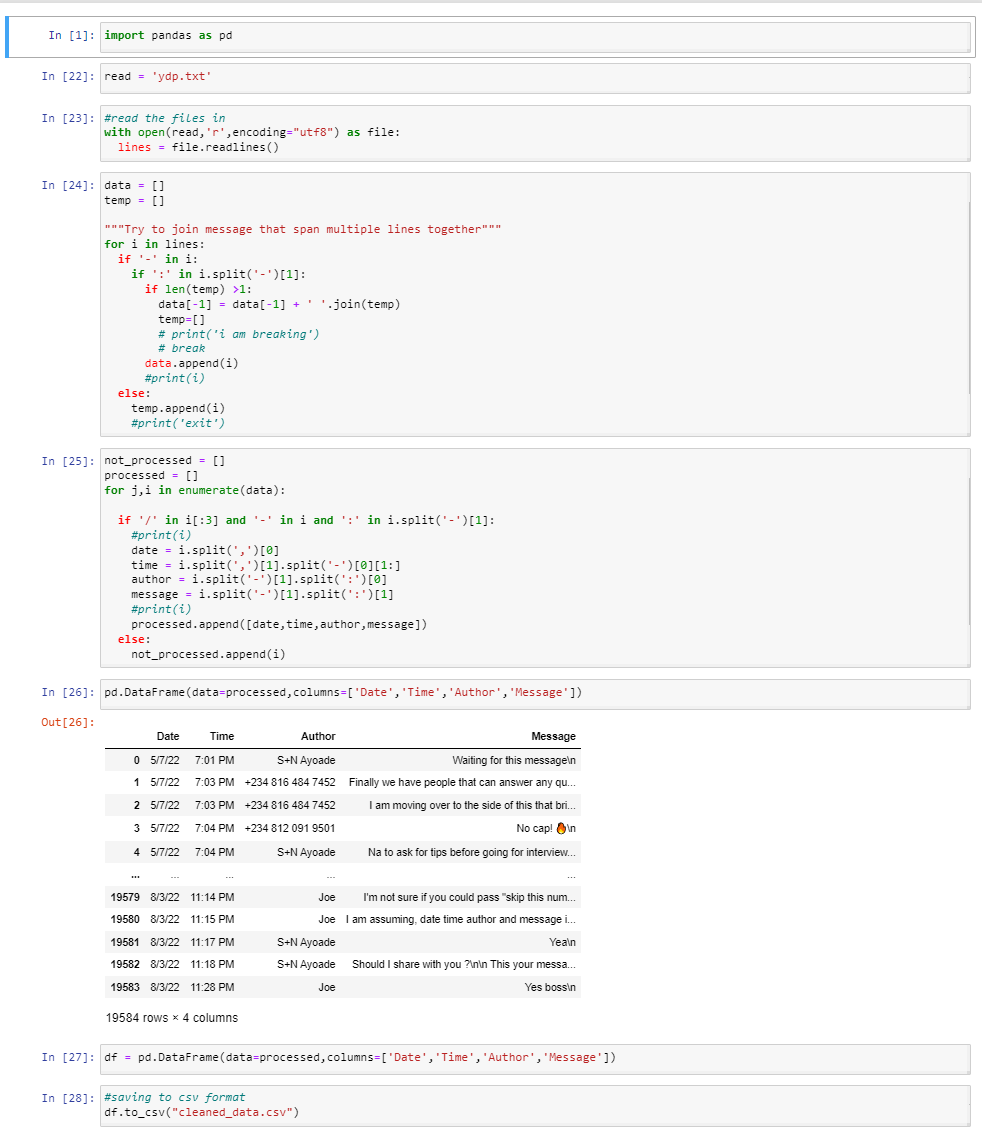 In [1]: import pandas as pd
In [22]: read = 'ydp.txt'
In [23]: #read the files in
with open(read,'r',encoding="utf8") as file:
  lines = file.readlines()
In [24]: data = []
temp = []
"""Try to join message that span multiple lines together"""
for i in lines:
  if '-' in i:
    if ':' in i.split('-')[1]:
      if len(temp) >1:
        data[-1] = data[-1] + ' '.join(temp)
        temp=[]
        # print('i am breaking')
        # break
      data.append(i)
      #print(i)
  else:
    temp.append(i)
    #print('exit')
In [25]: not_processed = []
processed = []
for j,i in enumerate(data):
  if '/' in i[:3] and '-' in i and ':' in i.split('-')[1]:
    #print(i)
    date = i.split(',')[0]
    time = i.split(',')[1].split('-')[0][1:]
    author = i.split('-')[1].split(':')[0]
    message = i.split('-')[1].split(':')[1]
    #print(i)
    processed.append([date,time,author,message])
  else:
    not_processed.append(i)
In [26]: pd.DataFrame(data=processed,columns=['Date','Time','Author','Message'])
Out[26]:
Date Time Author Message
0 5/7/22 7:01 PM S+N Ayoade Waiting for this message\n
1 5/7/22 7:03 PM +234 816 484 7452 Finally we have people that can answer any qu...
2 5/7/22 7:03 PM +234 816 484 7452 I am moving over to the side of this that bri...
3 5/7/22 7:04 PM +234 812 091 9501 No cap! 🔥\n
4 5/7/22 7:04 PM S+N Ayoade Na to ask for tips before going for interview...
... ... ... ... ...
19579 8/3/22 11:14 PM Joe I'm not sure if you could pass "skip this num...
19580 8/3/22 11:15 PM Joe I am assuming, date time author and message i...
19581 8/3/22 11:17 PM S+N Ayoade Yea\n
19582 8/3/22 11:18 PM S+N Ayoade Should I share with you ?\n\n This your messa...
19583 8/3/22 11:28 PM Joe Yes boss\n
19584 rows × 4 columns
In [27]: df = pd.DataFrame(data=processed,columns=['Date','Time','Author','Message'])
In [28]: #saving to csv format
df.to_csv("cleaned_data.csv")